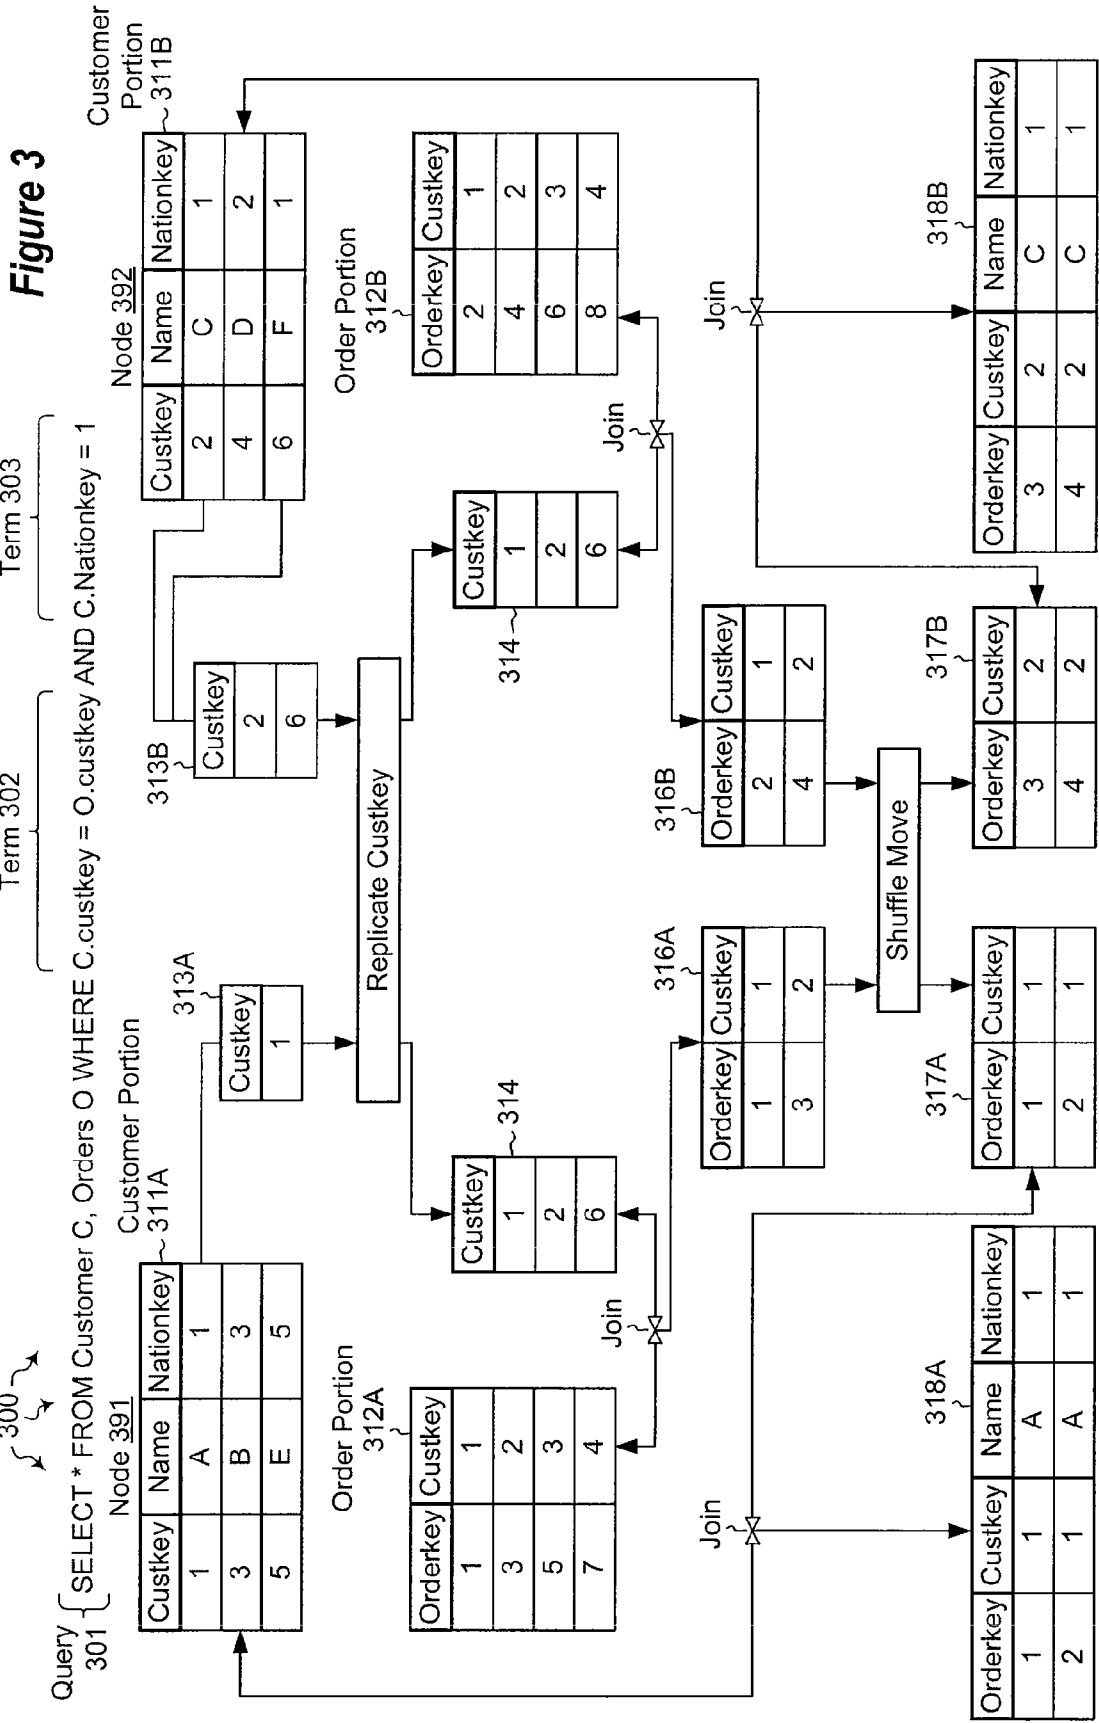 Figure 3
300
Term 302
Term 303
Query 301 { SELECT * FROM Customer C, Orders O WHERE C.custkey = O.custkey AND C.Nationkey = 1
Node 391
Customer Portion
311A
Custkey Name Nationkey
1 A 1
3 B 3
5 E 5
313A
Custkey
1
313B
Custkey
2
6
Node 392
Customer Portion
311B
Custkey Name Nationkey
2 C 1
4 D 2
6 F 1
Replicate Custkey
Order Portion
312A
Orderkey Custkey
1 1
3 2
5 3
7 4
314
Custkey
1
2
6
314
Custkey
1
2
6
Order Portion
312B
Orderkey Custkey
2 1
4 2
6 3
8 4
Join
Join
316A
Orderkey Custkey
1 1
3 2
316B
Orderkey Custkey
2 1
4 2
Join
Shuffle Move
Join
318A
Orderkey Custkey Name Nationkey
1 1 A 1
2 1 A 1
317A
Orderkey Custkey
1 1
2 1
317B
Orderkey Custkey
3 2
4 2
318B
Orderkey Custkey Name Nationkey
3 2 C 1
4 2 C 1